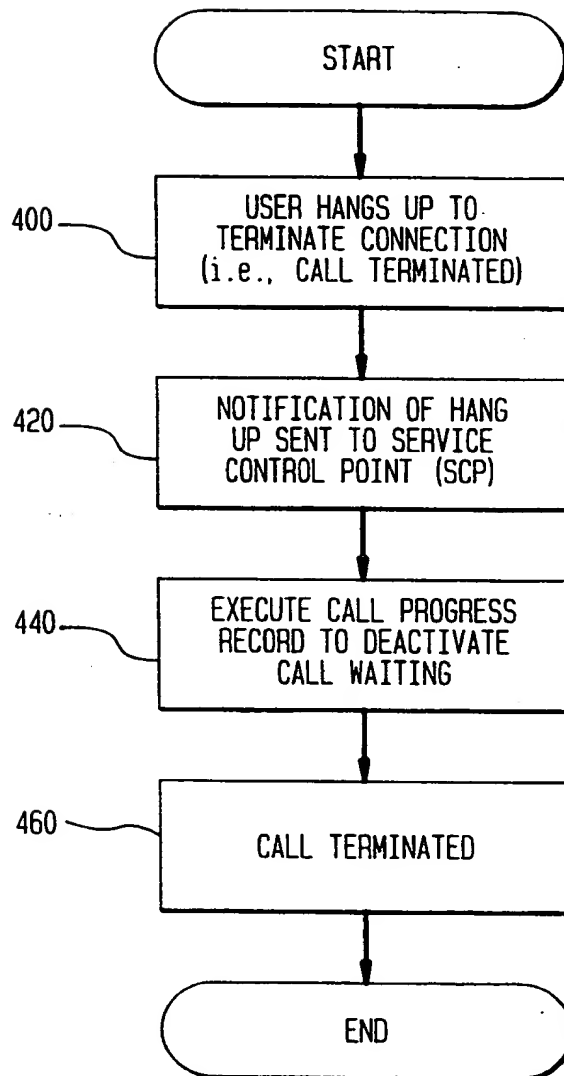 START
400
USER HANGS UP TO
TERMINATE CONNECTION
(i.e., CALL TERMINATED)
420
NOTIFICATION OF HANG
UP SENT TO SERVICE
CONTROL POINT (SCP)
440
EXECUTE CALL PROGRESS
RECORD TO DEACTIVATE
CALL WAITING
460
CALL TERMINATED
END